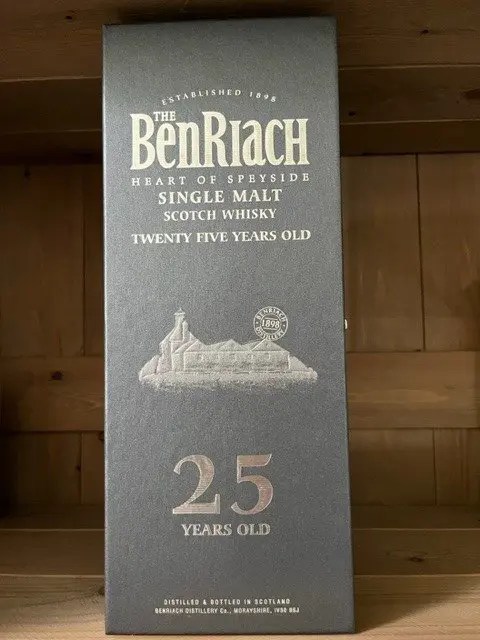 ESTABLISHED 1898
THE
BENRIACH
HEART OF SPEYSIDE
SINGLE MALT
SCOTCH WHISKY
TWENTY FIVE YEARS OLD
BENRIACH
1898
DISTILLERY
25
YEARS OLD
DISTILLED & BOTTLED IN SCOTLAND
BENRIACH DISTILLERY Co., MORAYSHIRE, IV30 8SJ